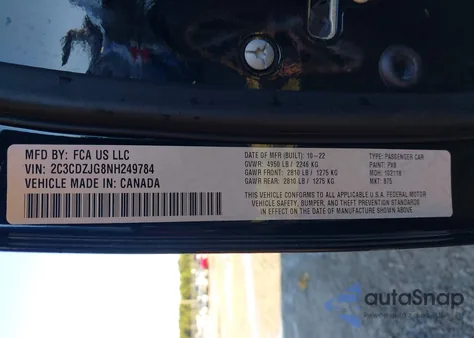 MFD. BY: FCA US LLC
VIN: 2C3CDZJG8NH249784
VEHICLE MADE IN: CANADA
DATE OF MFR (BUILT): 10-22
GVWR: 4950 LB / 2246 KG
GAWR FRONT: 2810 LB / 1275 KG
GAWR REAR: 2810 LB / 1275 KG
TYPE: PASSENGER CAR
PAINT: PX8
MDH: 102118
MKT: 975
THIS VEHICLE CONFORMS TO ALL APPLICABLE U.S.A. FEDERAL MOTOR
VEHICLE SAFETY, BUMPER, AND THEFT PREVENTION STANDARDS IN
EFFECT ON THE DATE OF MANUFACTURE SHOWN ABOVE
autoSnap